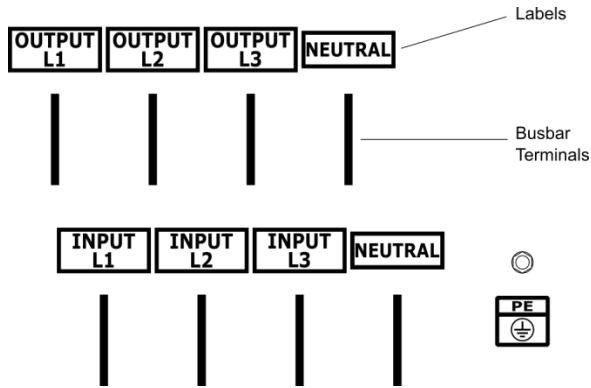 OUTPUT L1
OUTPUT L2
OUTPUT L3
NEUTRAL
Labels
Busbar
Terminals
INPUT L1
INPUT L2
INPUT L3
NEUTRAL
PE